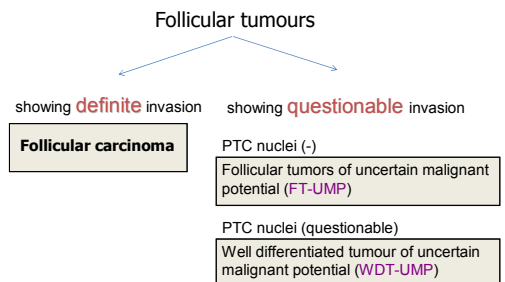 Follicular tumours
showing definite invasion
Follicular carcinoma
showing questionable invasion
PTC nuclei (-)
Follicular tumors of uncertain malignant
potential (FT-UMP)
PTC nuclei (questionable)
Well differentiated tumour of uncertain
malignant potential (WDT-UMP)